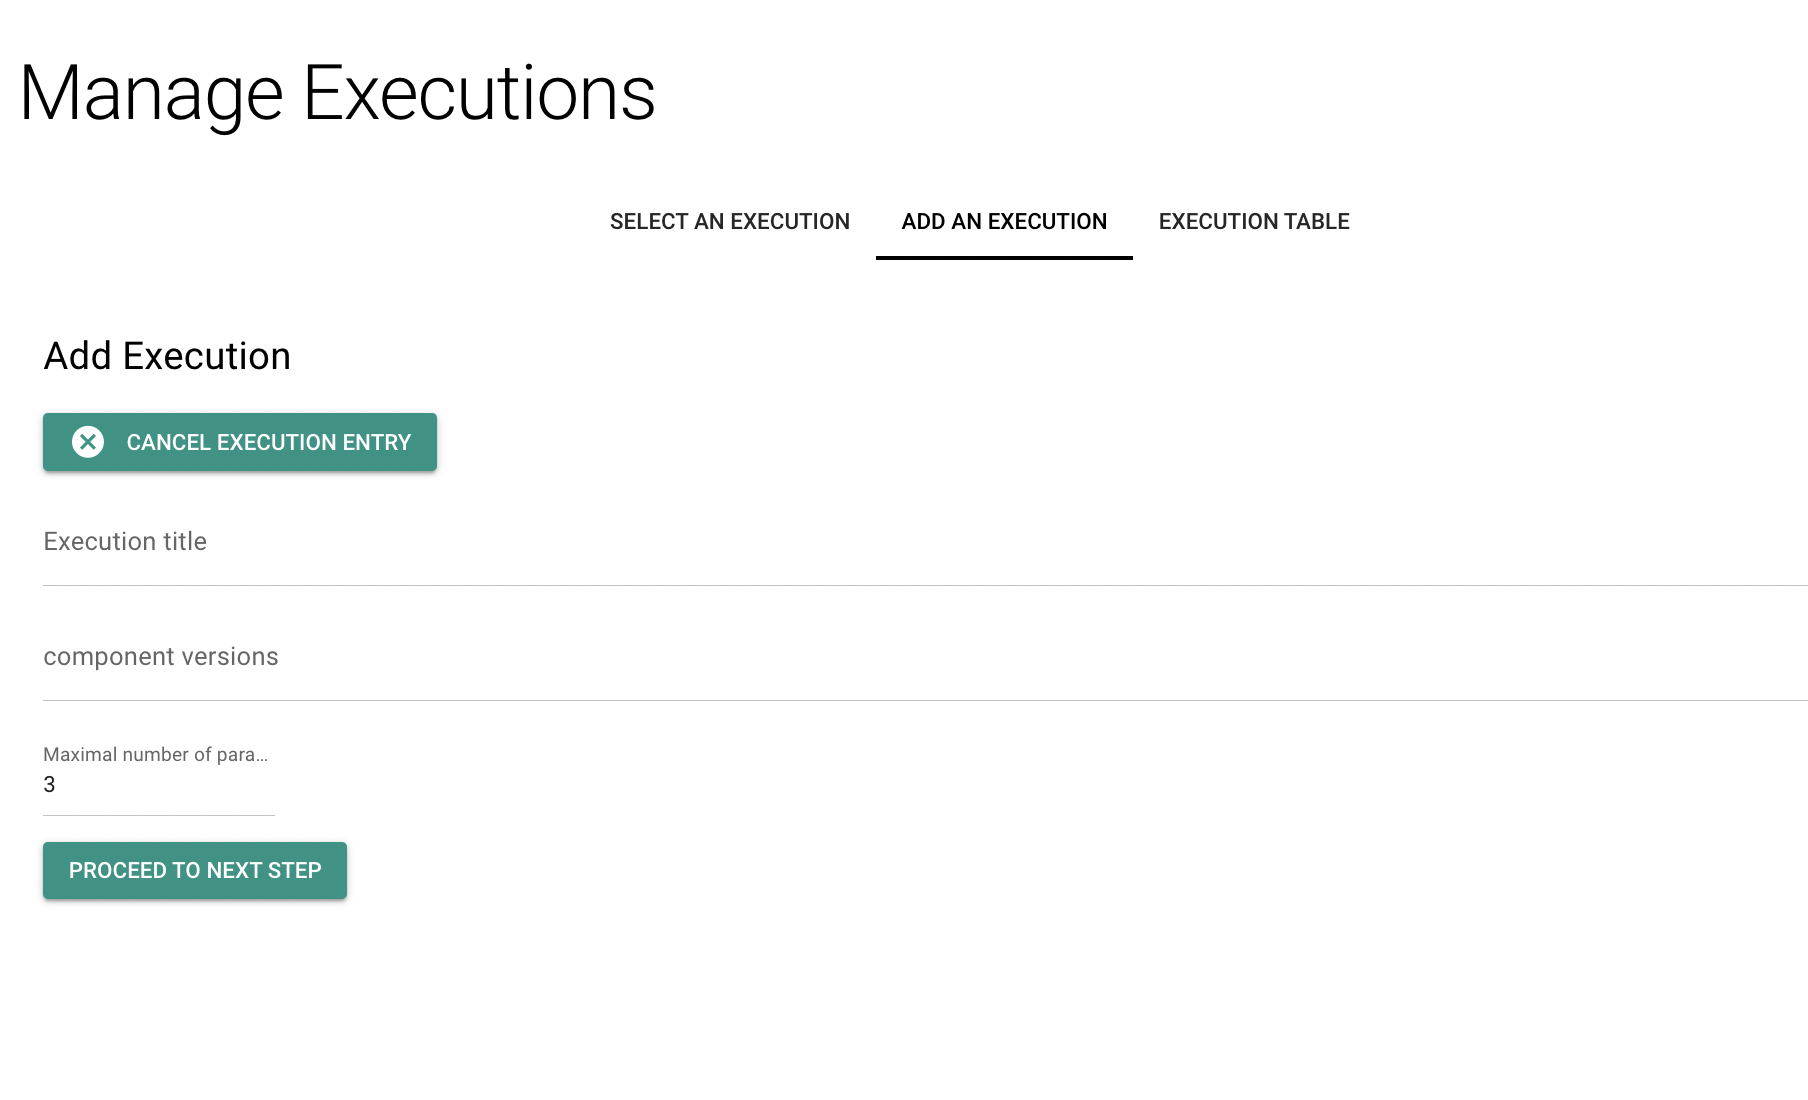 Manage Executions
SELECT AN EXECUTION
ADD AN EXECUTION
EXECUTION TABLE
Add Execution
CANCEL EXECUTION ENTRY
Execution title
component versions
Maximal number of para...
3
PROCEED TO NEXT STEP